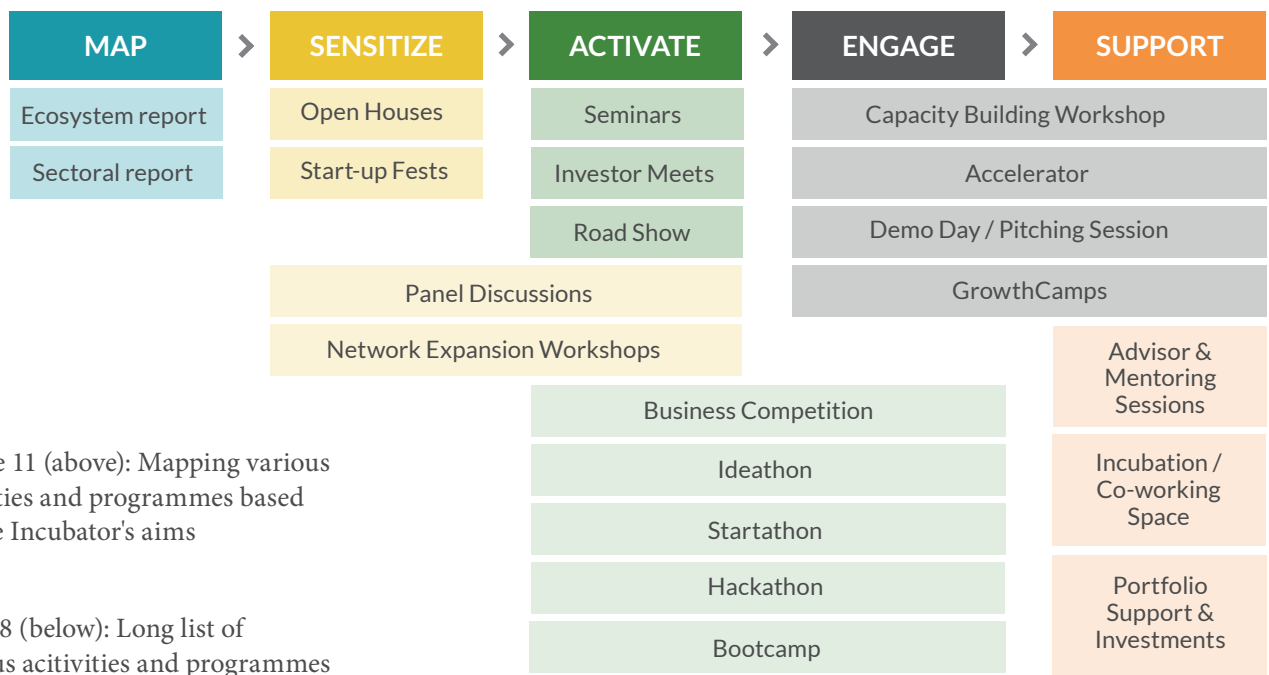 MAP
SENSITIZE
ACTIVATE
ENGAGE
SUPPORT
Ecosystem report
Sectoral report
Open Houses
Start-up Fests
Seminars
Investor Meets
Road Show
Panel Discussions
Network Expansion Workshops
Capacity Building Workshop
Accelerator
Demo Day / Pitching Session
GrowthCamps
Business Competition
Ideathon
Startathon
Hackathon
Bootcamp
Advisor &
Mentoring
Sessions
Incubation /
Co-working
Space
Portfolio
Support &
Investments
11 (above): Mapping various
and programmes based
Incubator's aims
8 (below): Long list of
acitivities and programmes